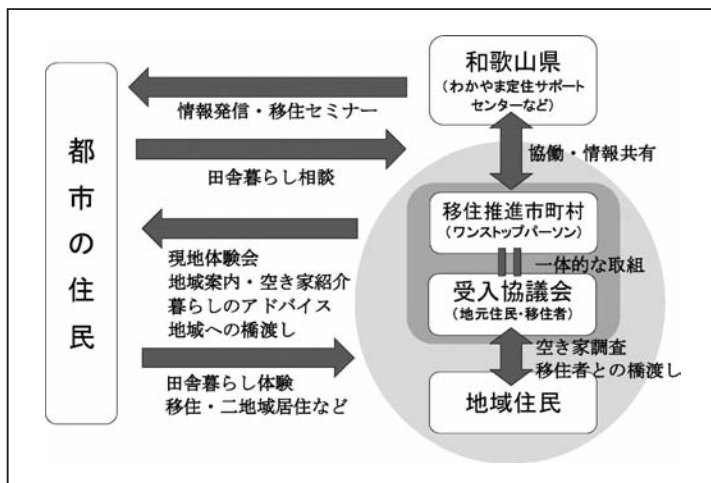 都市の住民
情報発信・移住セミナー
田舎暮らし相談
現地体験会
地域案内・空き家紹介
暮らしのアドバイス
地域への橋渡し
田舎暮らし体験
移住・二地域居住など
和歌山県
(わかやま定住サポート
センターなど)
協働・情報共有
移住推進市町村
(ワンストップパーソン)
一体的な取組
受入協議会
(地元住民・移住者)
空き家調査
移住者との橋渡し
地域住民